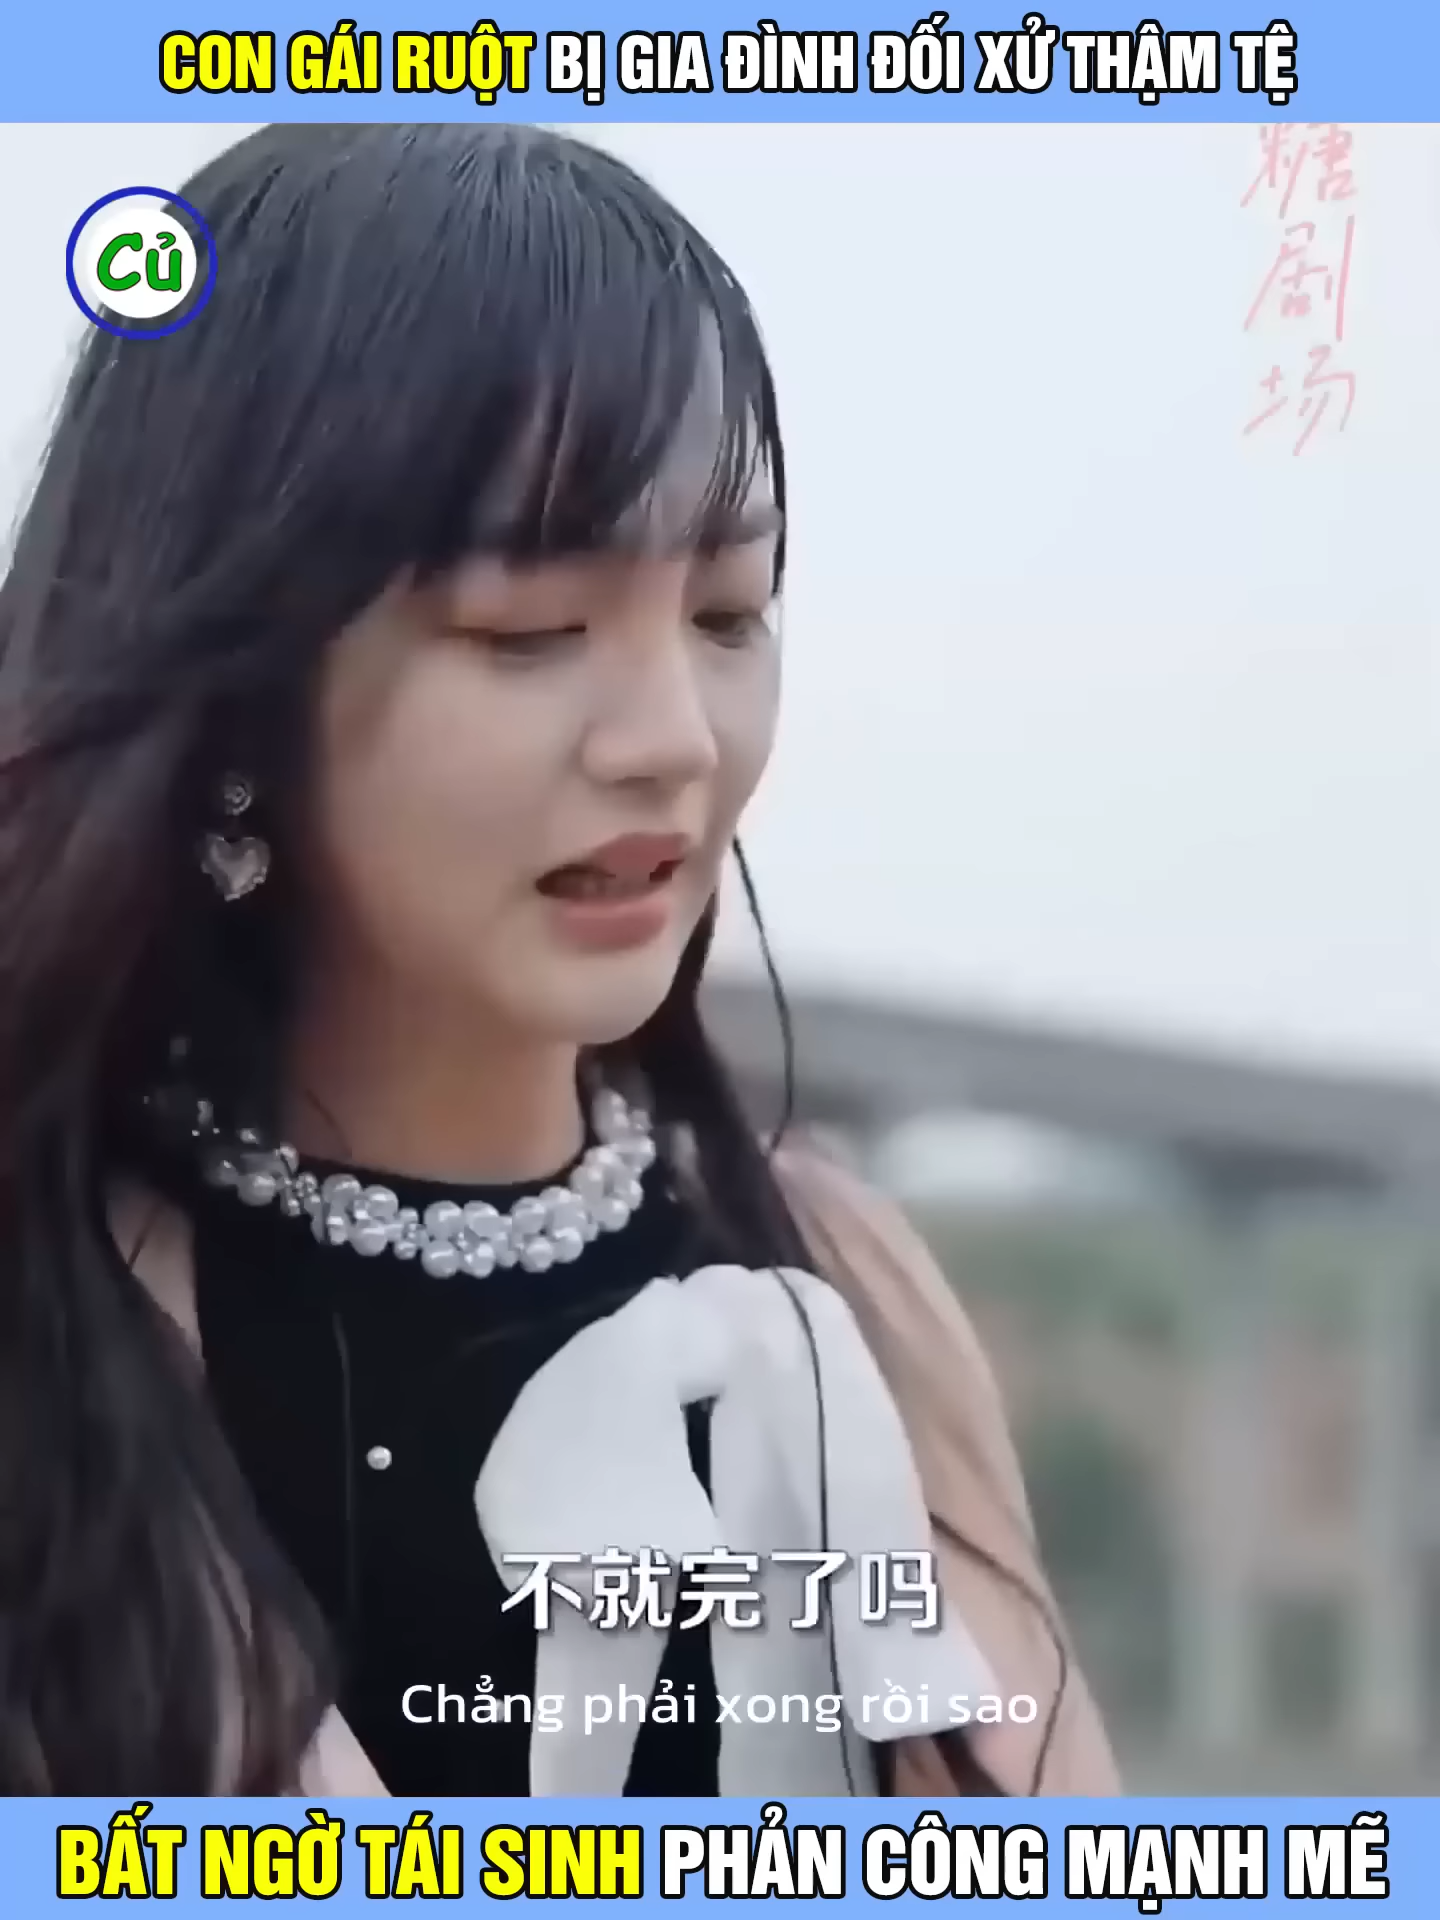 CON GÁI RUỘT BỊ GIA ĐÌNH ĐỐI XỬ THẬM TỆ
Củ
糖剧场
不就完了吗
Chẳng phải xong rồi sao
BẤT NGỜ TÁI SINH PHẢN CÔNG MẠNH MẼ